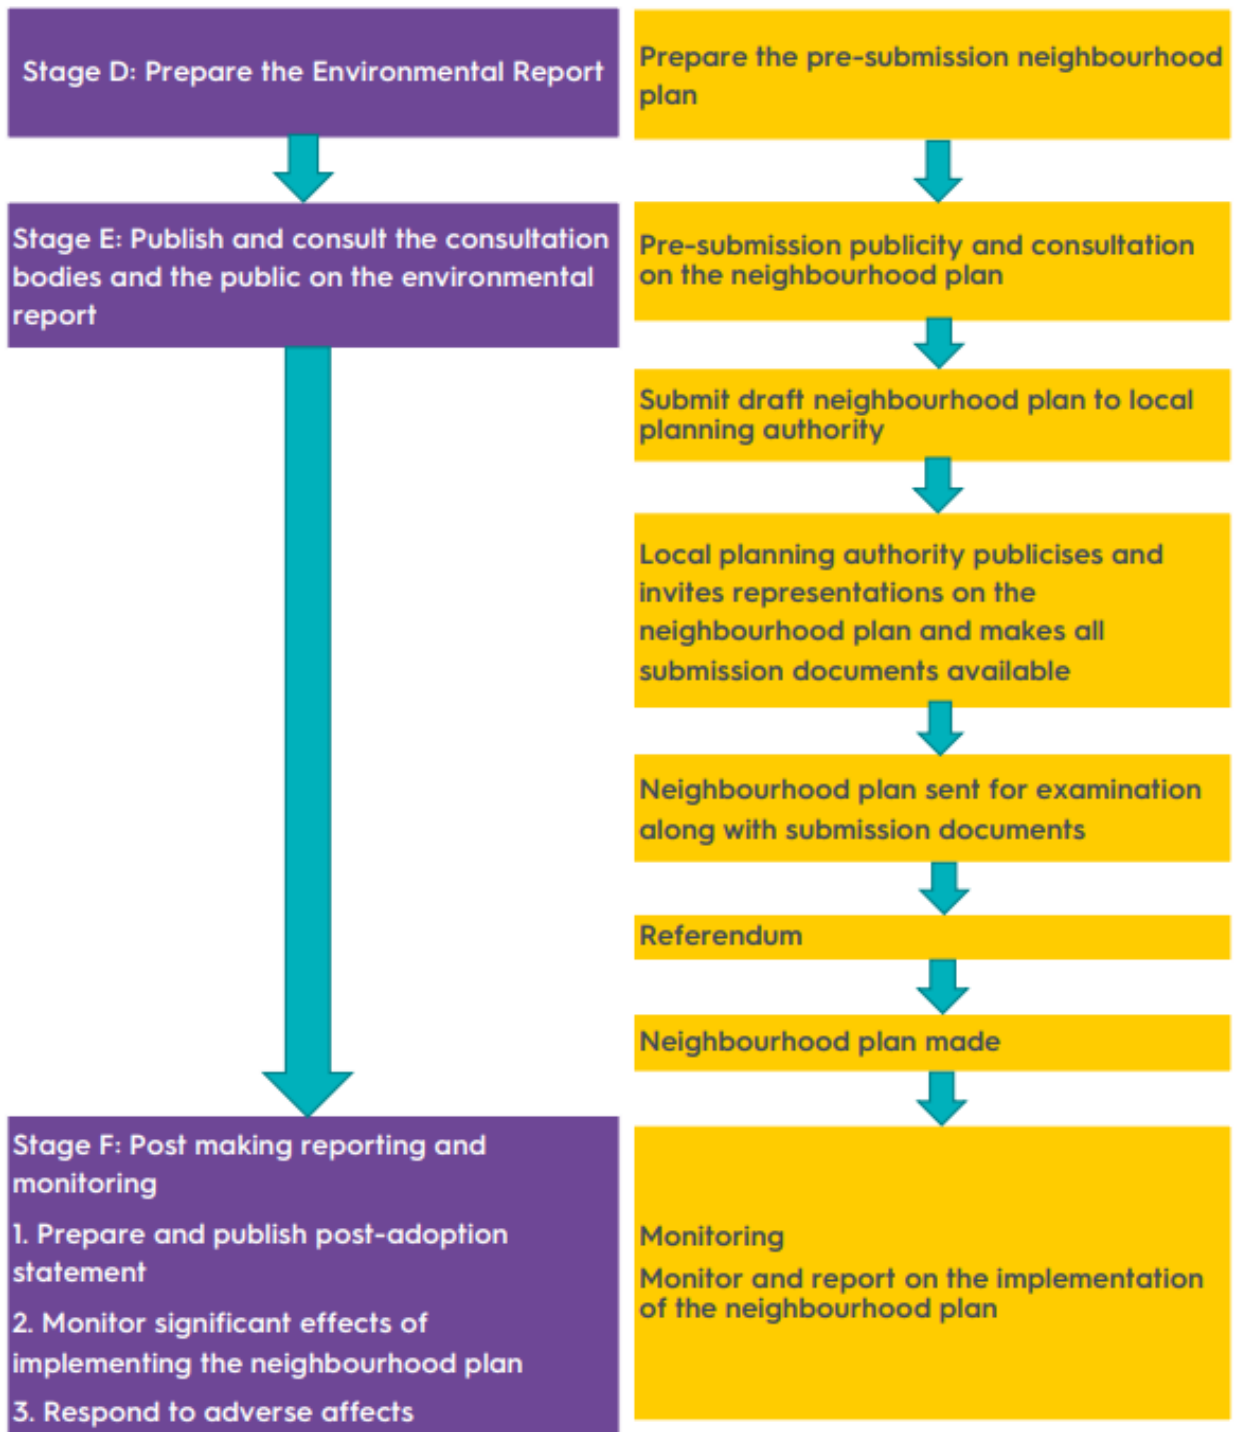 Stage D: Prepare the Environmental Report
Stage E: Publish and consult the consultation
bodies and the public on the environmental
report
Stage F: Post making reporting and
monitoring
1. Prepare and publish post-adoption
statement
2. Monitor significant effects of
implementing the neighbourhood plan
3. Respond to adverse affects
Prepare the pre-submission neighbourhood
plan
Pre-submission publicity and consultation
on the neighbourhood plan
Submit draft neighbourhood plan to local
planning authority
Local planning authority publicises and
invites representations on the
neighbourhood plan and makes all
submission documents available
Neighbourhood plan sent for examination
along with submission documents
Referendum
Neighbourhood plan made
Monitoring
Monitor and report on the implementation
of the neighbourhood plan